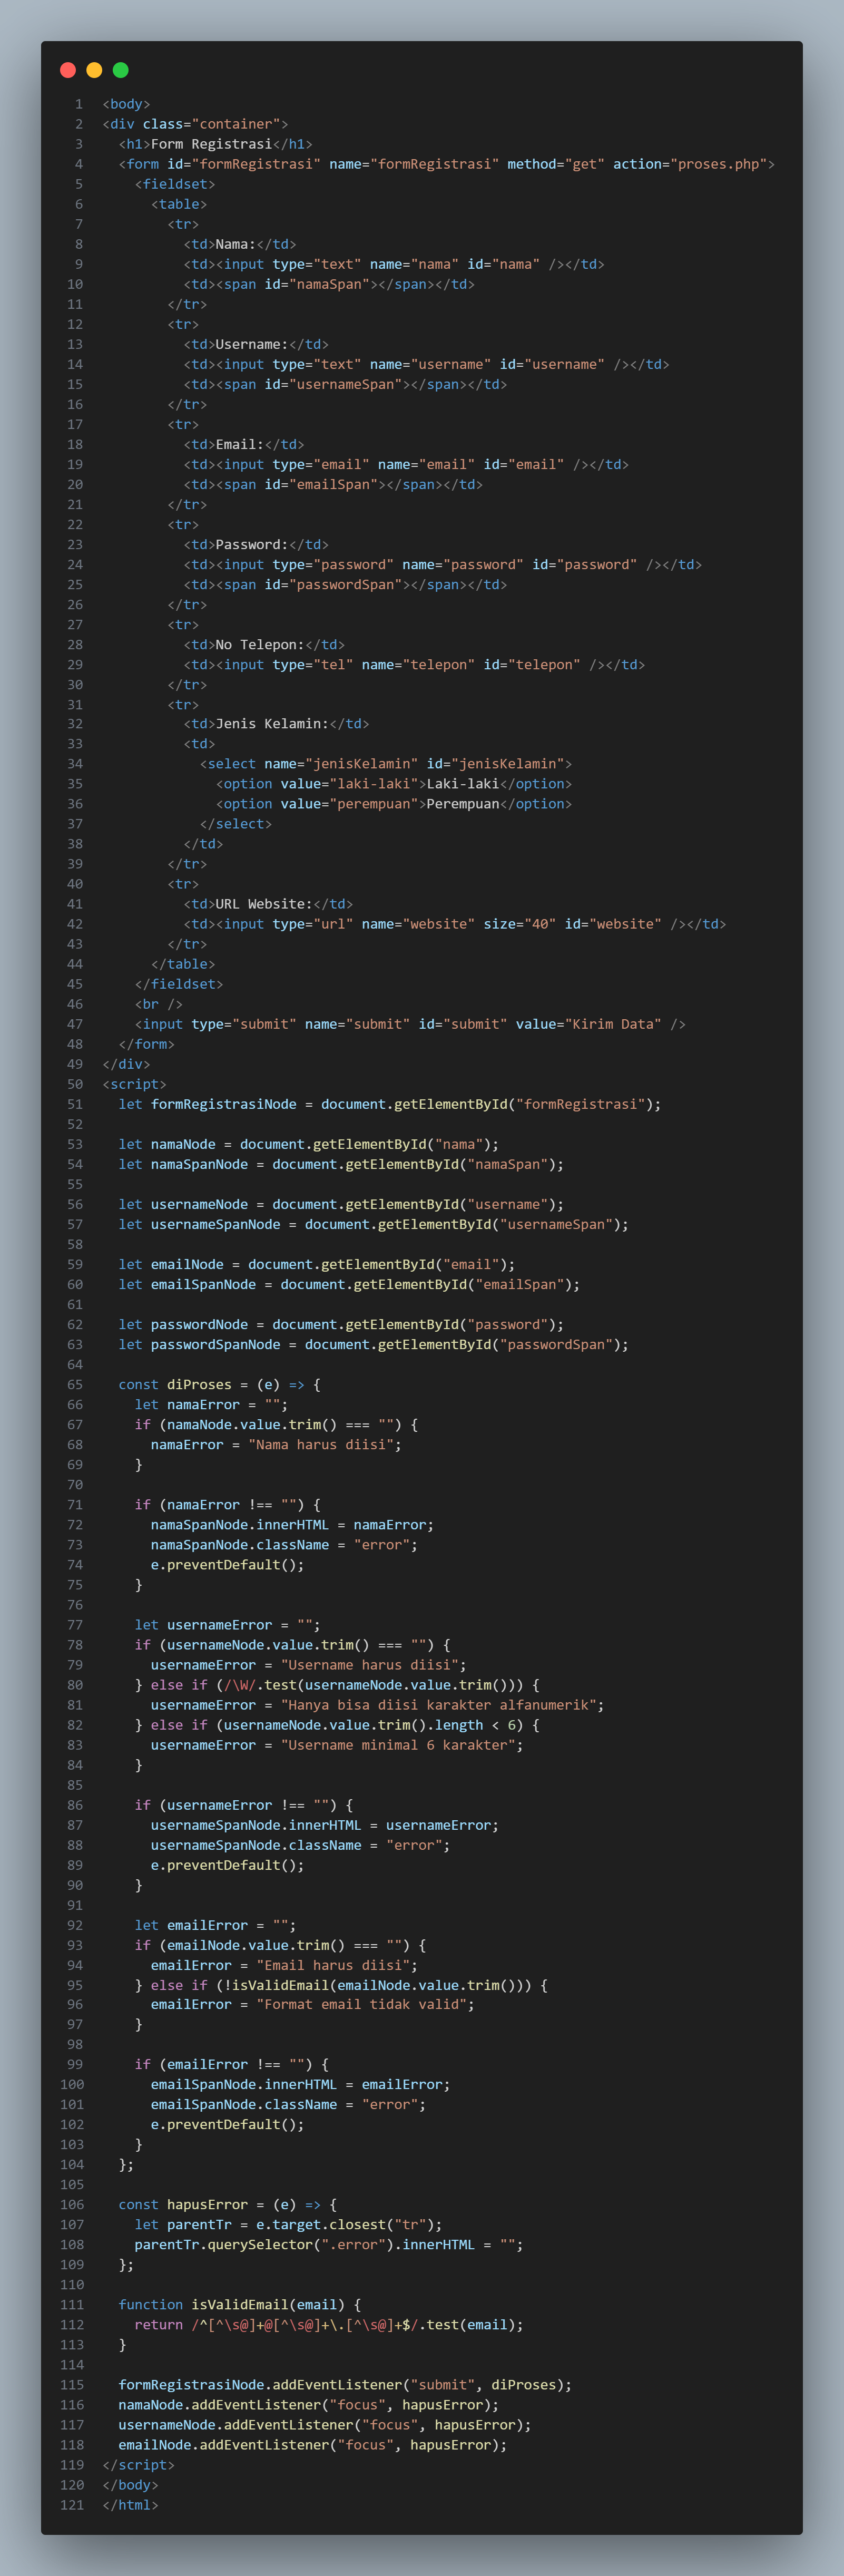 1 <body>
2 <div class="container">
3   <h1>Form Registrasi</h1>
4   <form id="formRegistrasi" name="formRegistrasi" method="get" action="proses.php">
5     <fieldset>
6       <table>
7         <tr>
8           <td>Nama:</td>
9           <td><input type="text" name="nama" id="nama" /></td>
10           <td><span id="namaSpan"></span></td>
11         </tr>
12         <tr>
13           <td>Username:</td>
14           <td><input type="text" name="username" id="username" /></td>
15           <td><span id="usernameSpan"></span></td>
16         </tr>
17         <tr>
18           <td>Email:</td>
19           <td><input type="email" name="email" id="email" /></td>
20           <td><span id="emailSpan"></span></td>
21         </tr>
22         <tr>
23           <td>Password:</td>
24           <td><input type="password" name="password" id="password" /></td>
25           <td><span id="passwordSpan"></span></td>
26         </tr>
27         <tr>
28           <td>No Telepon:</td>
29           <td><input type="tel" name="telepon" id="telepon" /></td>
30         </tr>
31         <tr>
32           <td>Jenis Kelamin:</td>
33           <td>
34             <select name="jenisKelamin" id="jenisKelamin">
35               <option value="laki-laki">Laki-laki</option>
36               <option value="perempuan">Perempuan</option>
37             </select>
38           </td>
39         </tr>
40         <tr>
41           <td>URL Website:</td>
42           <td><input type="url" name="website" size="40" id="website" /></td>
43         </tr>
44       </table>
45     </fieldset>
46     <br />
47     <input type="submit" name="submit" id="submit" value="Kirim Data" />
48   </form>
49 </div>
50 <script>
51   let formRegistrasiNode = document.getElementById("formRegistrasi");
52
53   let namaNode = document.getElementById("nama");
54   let namaSpanNode = document.getElementById("namaSpan");
55
56   let usernameNode = document.getElementById("username");
57   let usernameSpanNode = document.getElementById("usernameSpan");
58
59   let emailNode = document.getElementById("email");
60   let emailSpanNode = document.getElementById("emailSpan");
61
62   let passwordNode = document.getElementById("password");
63   let passwordSpanNode = document.getElementById("passwordSpan");
64
65   const diProses = (e) => {
66     let namaError = "";
67     if (namaNode.value.trim() === "") {
68       namaError = "Nama harus diisi";
69     }
70
71     if (namaError !== "") {
72       namaSpanNode.innerHTML = namaError;
73       namaSpanNode.className = "error";
74       e.preventDefault();
75     }
76
77     let usernameError = "";
78     if (usernameNode.value.trim() === "") {
79       usernameError = "Username harus diisi";
80     } else if (/\W/.test(usernameNode.value.trim())) {
81       usernameError = "Hanya bisa diisi karakter alfanumerik";
82     } else if (usernameNode.value.trim().length < 6) {
83       usernameError = "Username minimal 6 karakter";
84     }
85
86     if (usernameError !== "") {
87       usernameSpanNode.innerHTML = usernameError;
88       usernameSpanNode.className = "error";
89       e.preventDefault();
90     }
91
92     let emailError = "";
93     if (emailNode.value.trim() === "") {
94       emailError = "Email harus diisi";
95     } else if (!isValidEmail(emailNode.value.trim())) {
96       emailError = "Format email tidak valid";
97     }
98
99     if (emailError !== "") {
100       emailSpanNode.innerHTML = emailError;
101       emailSpanNode.className = "error";
102       e.preventDefault();
103     }
104   };
105
106   const hapusError = (e) => {
107     let parentTr = e.target.closest("tr");
108     parentTr.querySelector(".error").innerHTML = "";
109   };
110
111   function isValidEmail(email) {
112     return /^[^\s@]+@[^\s@]+\.[^\s@]+$/.test(email);
113   }
114
115   formRegistrasiNode.addEventListener("submit", diProses);
116   namaNode.addEventListener("focus", hapusError);
117   usernameNode.addEventListener("focus", hapusError);
118   emailNode.addEventListener("focus", hapusError);
119 </script>
120 </body>
121 </html>